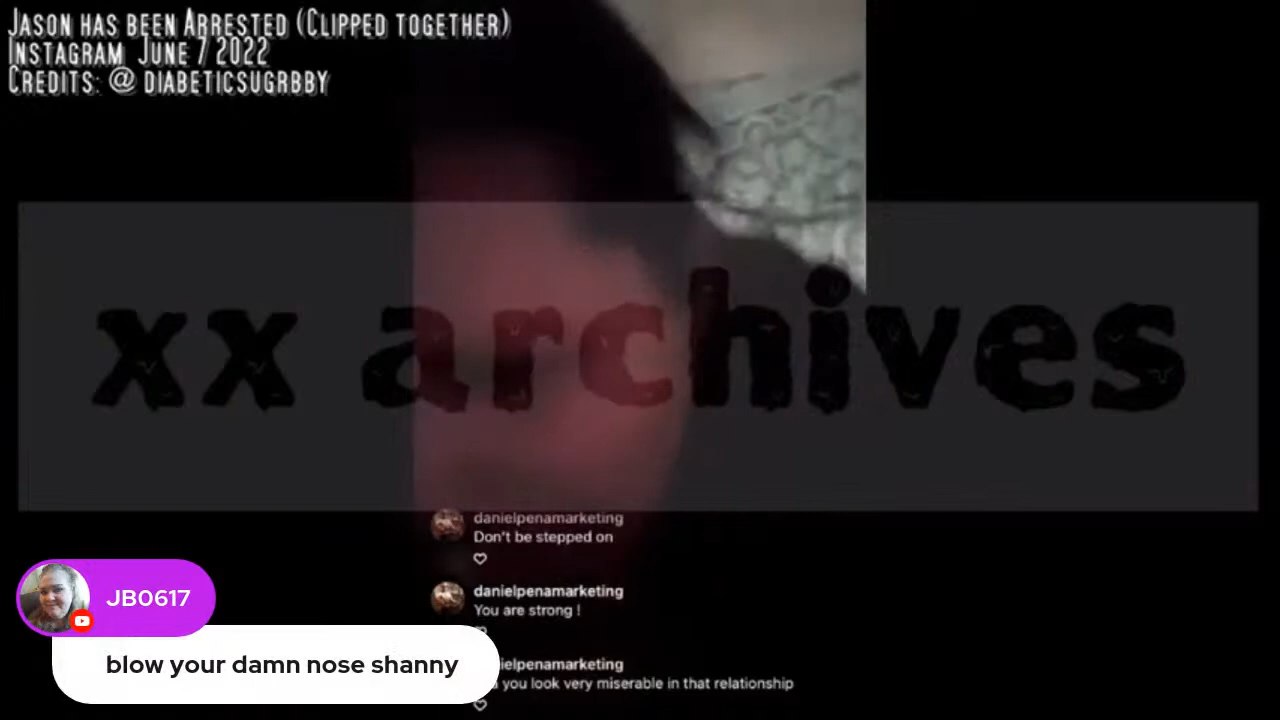 Jason has been Arrested (Clipped together)
Instagram June 7 2022
Credits: @ diabeticsugrbby
xx archives
danielpenamarketing
Don't be stepped on
danielpenamarketing
You are strong !
JB0617
ielpenamarketing
you look very miserable in that relationship
blow your damn nose shanny